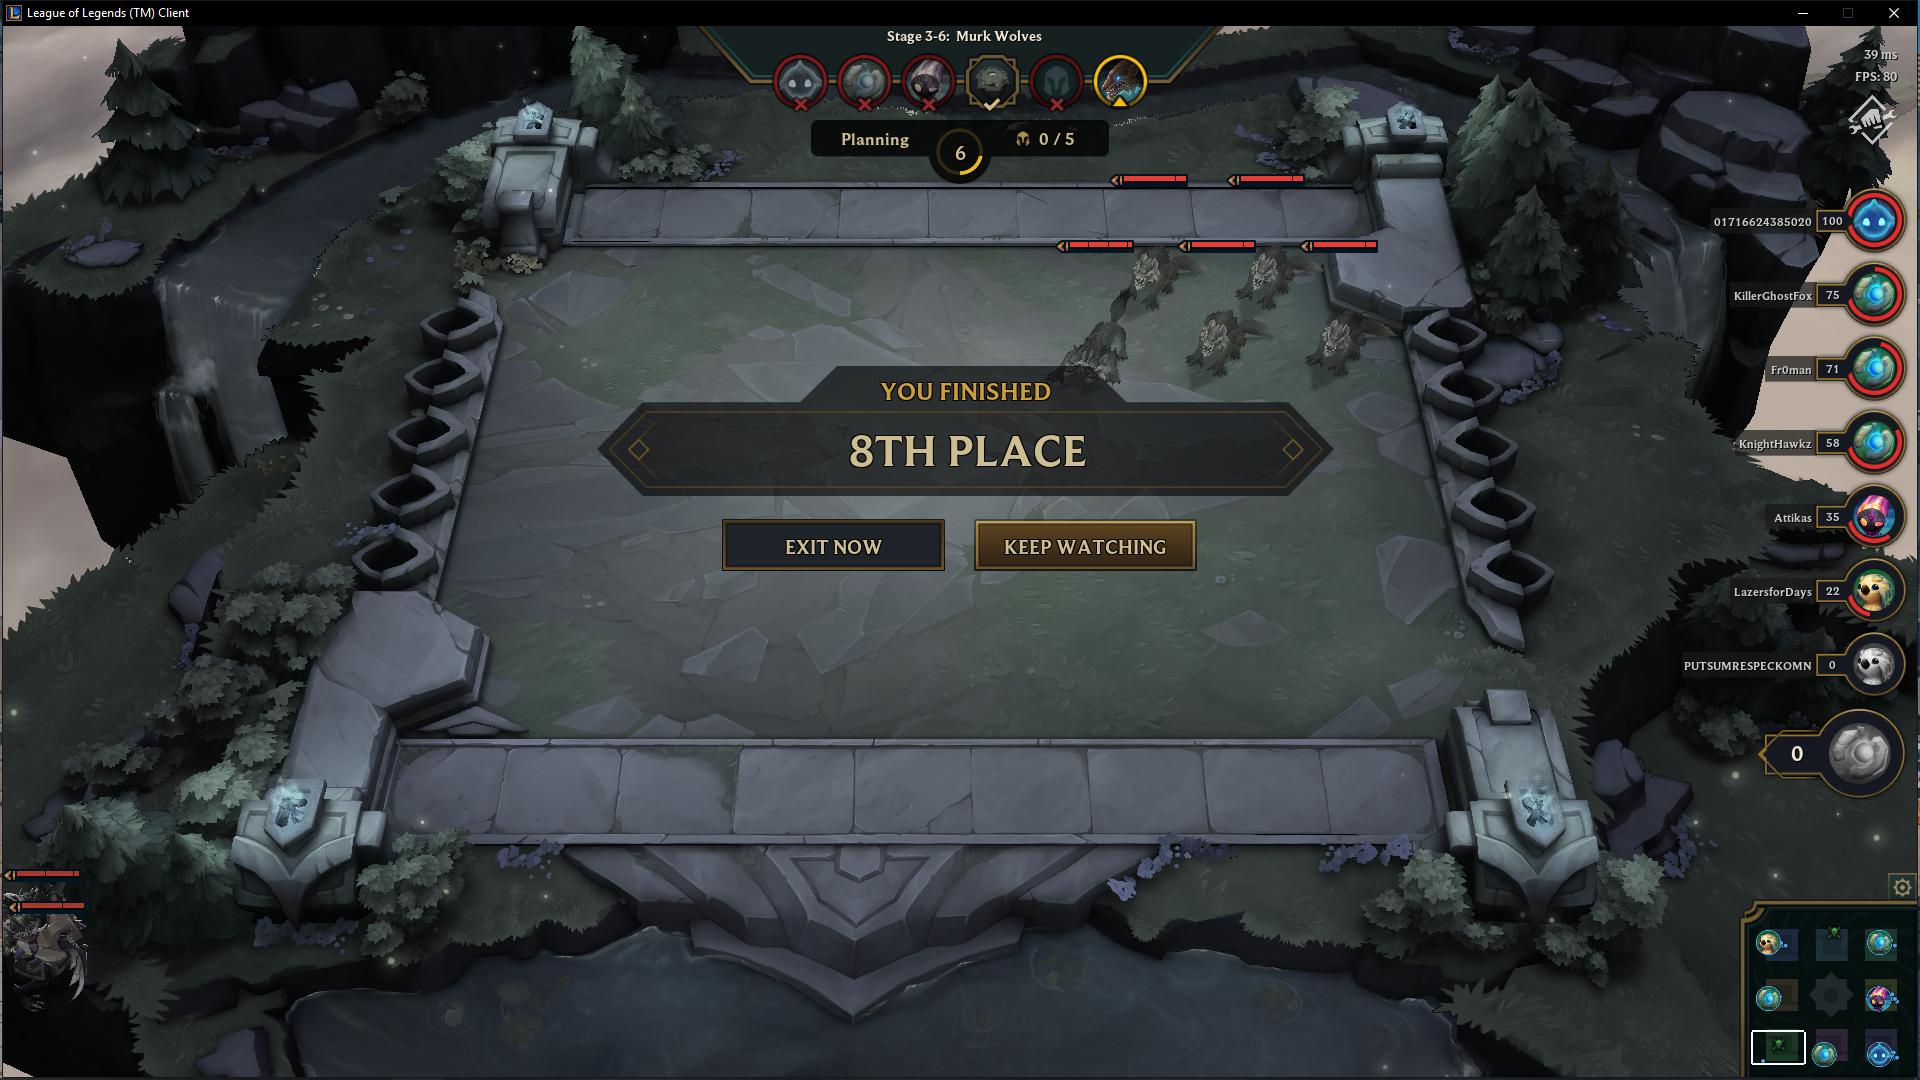 League of Legends (TM) Client
Stage 3-6: Murk Wolves
39 ms
FPS: 80
Planning
6
0 / 5
01716624385020 100
KillerGhostFox 75
Fr0man 71
KnightHawkz 58
Attikas 35
LazersforDays 22
PUTSUMRESPECKOMN 0
0
YOU FINISHED
8TH PLACE
EXIT NOW
KEEP WATCHING